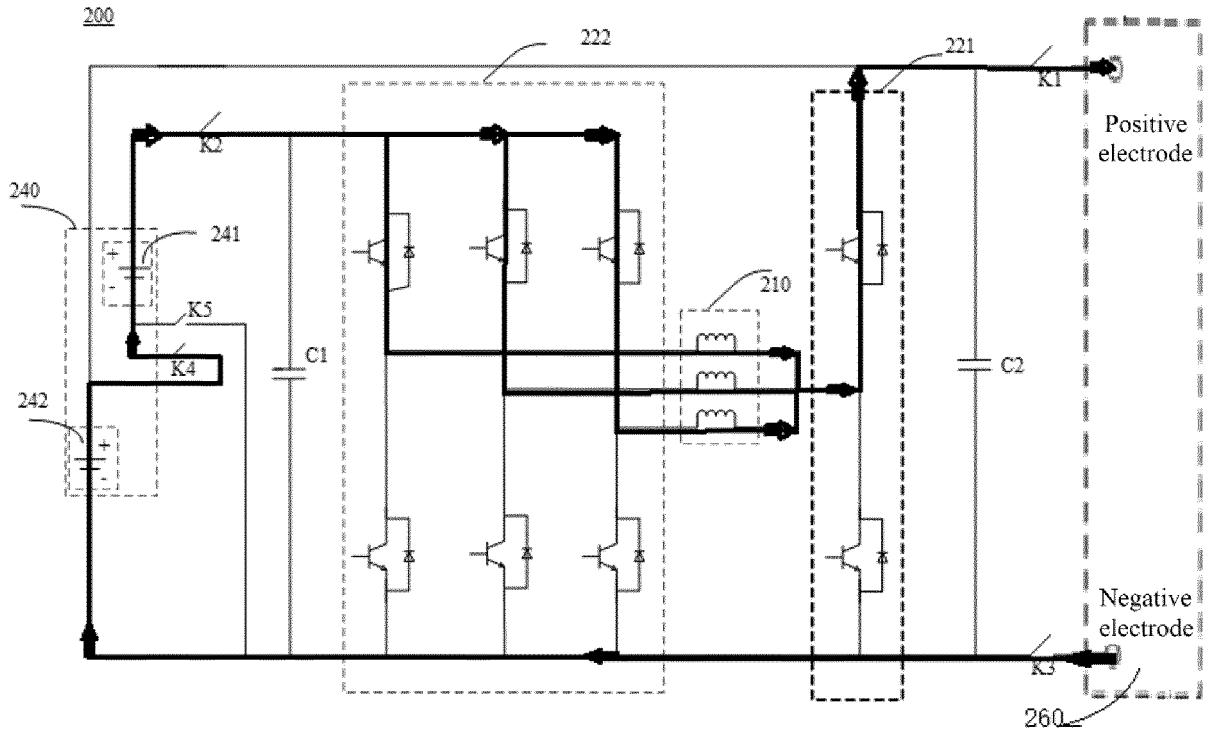 200
222
221
K1
K2
Positive
electrode
240
241
+
-
K5
210
K4
C1
C2
242
+
-
Negative
electrode
K3
260